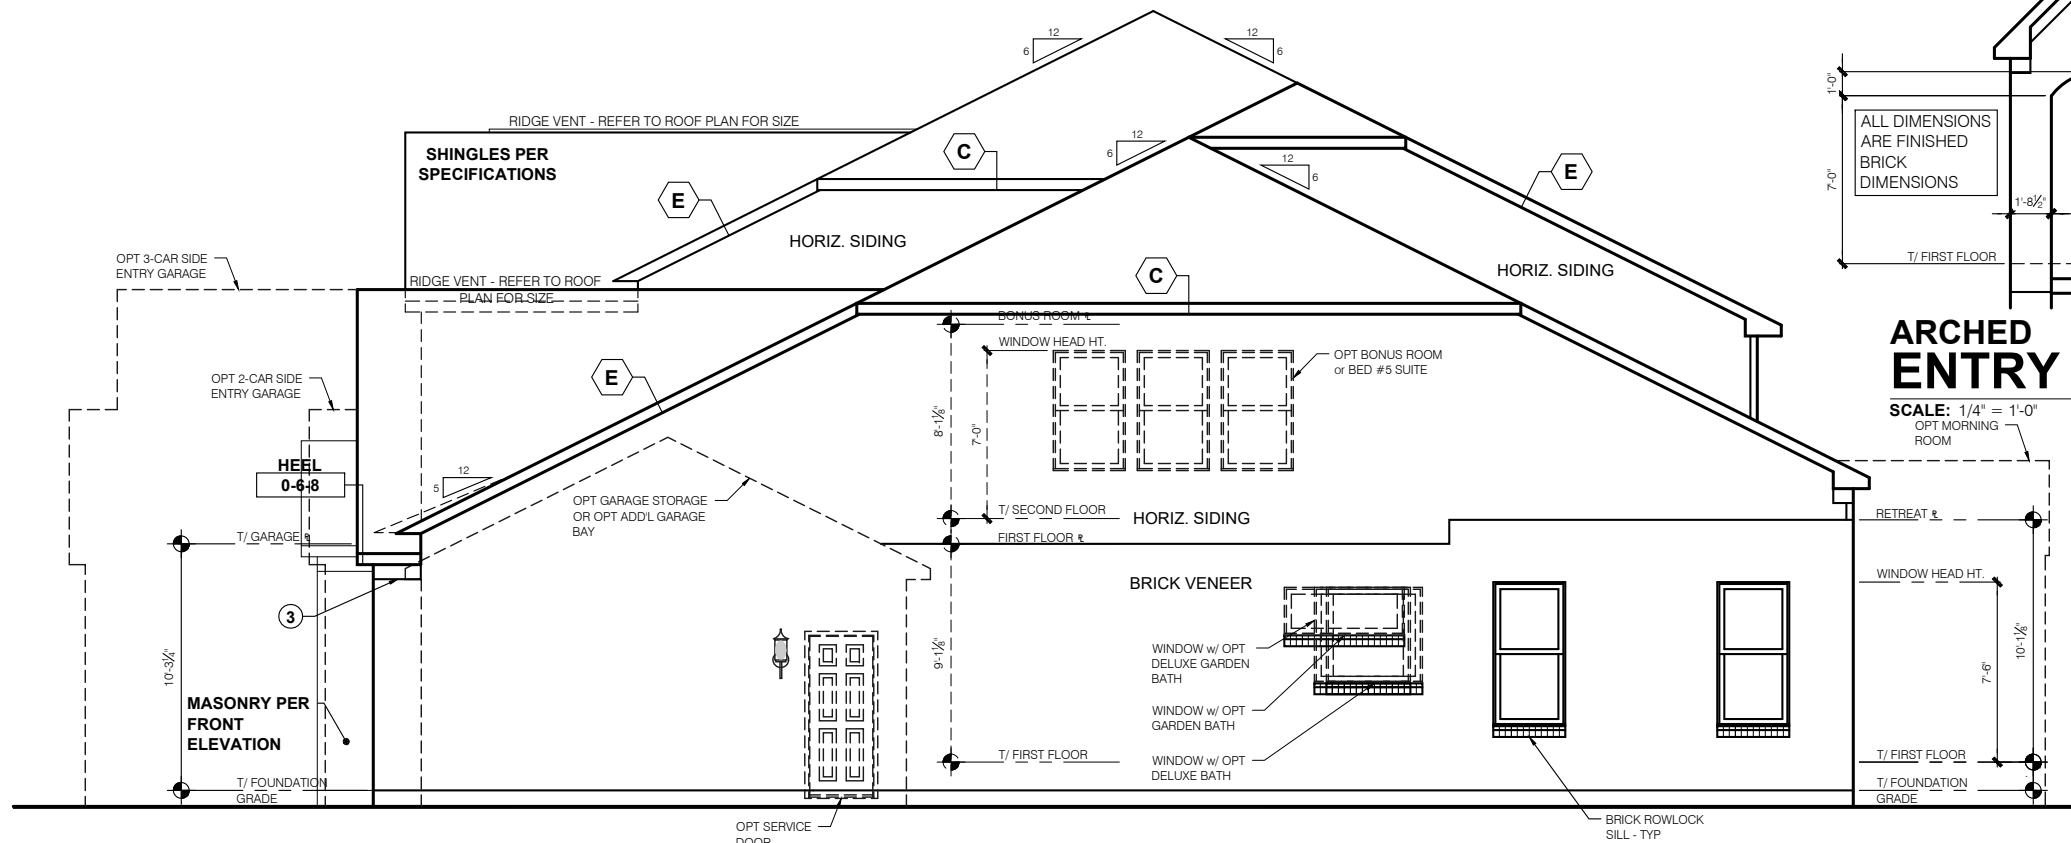 12
6
12
6
RIDGE VENT - REFER TO ROOF PLAN FOR SIZE
SHINGLES PER
SPECIFICATIONS
C
12
6
12
6
E
E
HORIZ. SIDING
HORIZ. SIDING
1'-0"
7'-0"
ALL DIMENSIONS
ARE FINISHED
BRICK
DIMENSIONS
1'-8½"
T/ FIRST FLOOR
OPT 3-CAR SIDE
ENTRY GARAGE
RIDGE VENT - REFER TO ROOF
PLAN FOR SIZE
C
BONUS ROOM ℄
WINDOW HEAD HT.
OPT BONUS ROOM
or BED #5 SUITE
ARCHED
ENTRY
SCALE: 1/4" = 1'-0"
OPT MORNING
ROOM
OPT 2-CAR SIDE
ENTRY GARAGE
E
8'-1⅛"
7'-0"
HEEL
0-6-8
12
5
OPT GARAGE STORAGE
OR OPT ADD'L GARAGE
BAY
T/ SECOND FLOOR
HORIZ. SIDING
FIRST FLOOR ℄
T/ GARAGE ℄
RETREAT ℄
BRICK VENEER
WINDOW HEAD HT.
3
10'-3¼"
9'-1⅛"
10'-1⅛"
7'-6"
WINDOW w/ OPT
DELUXE GARDEN
BATH
WINDOW w/ OPT
GARDEN BATH
WINDOW w/ OPT
DELUXE BATH
MASONRY PER
FRONT
ELEVATION
T/ FIRST FLOOR
T/ FIRST FLOOR
T/ FOUNDATION
GRADE
T/ FOUNDATION
GRADE
OPT SERVICE
DOOR
BRICK ROWLOCK
SILL - TYP